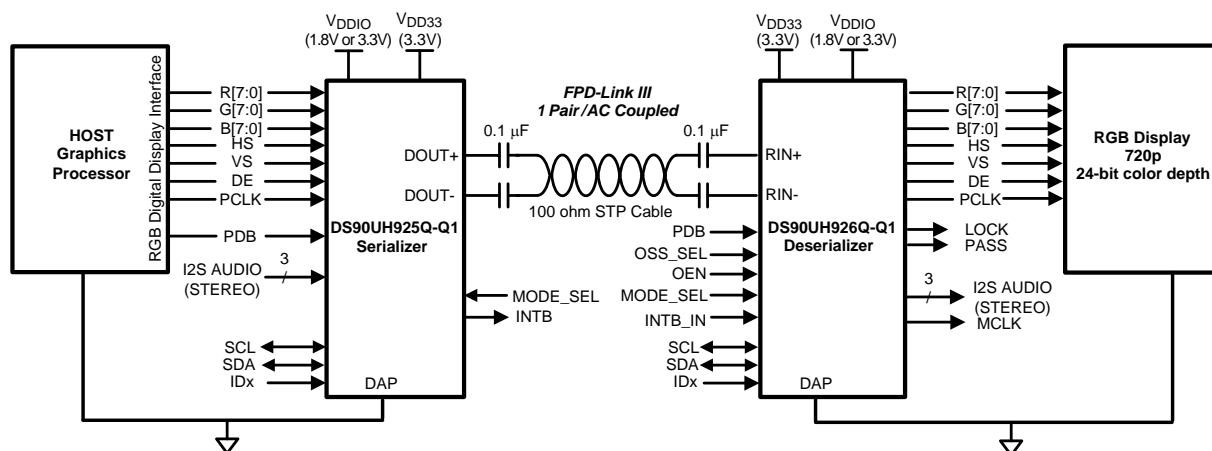 HOST
Graphics
Processor
RGB Digital Display Interface
R[7:0]
G[7:0]
B[7:0]
HS
VS
DE
PCLK
PDB
I2S AUDIO
(STEREO)
3
SCL
SDA
IDx
VDDIO
(1.8V or 3.3V)
VDD33
(3.3V)
DOUT+
DOUT-
DS90UH925Q-Q1
Serializer
MODE_SEL
INTB
DAP
FPD-Link III
1 Pair /AC Coupled
0.1 μF
0.1 μF
100 ohm STP Cable
PDB
OSS_SEL
OEN
MODE_SEL
INTB_IN
SCL
SDA
IDx
VDD33
(3.3V)
VDDIO
(1.8V or 3.3V)
RIN+
RIN-
DS90UH926Q-Q1
Deserializer
DAP
R[7:0]
G[7:0]
B[7:0]
HS
VS
DE
PCLK
LOCK
PASS
3
I2S AUDIO
(STEREO)
MCLK
RGB Display
720p
24-bit color depth